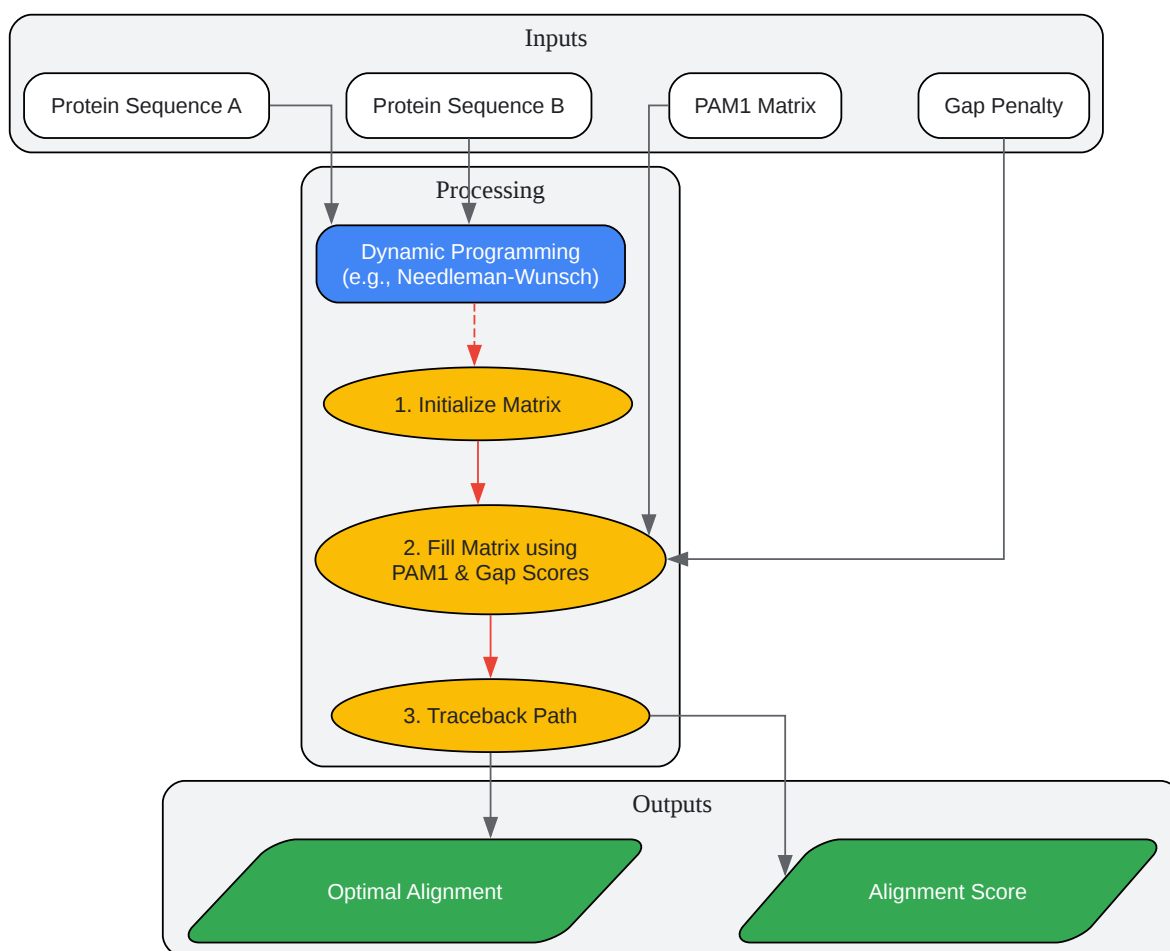 Inputs
Protein Sequence A
Protein Sequence B
PAM1 Matrix
Gap Penalty
Processing
Dynamic Programming
(e.g., Needleman-Wunsch)
1. Initialize Matrix
2. Fill Matrix using
PAM1 & Gap Scores
3. Traceback Path
Outputs
Optimal Alignment
Alignment Score